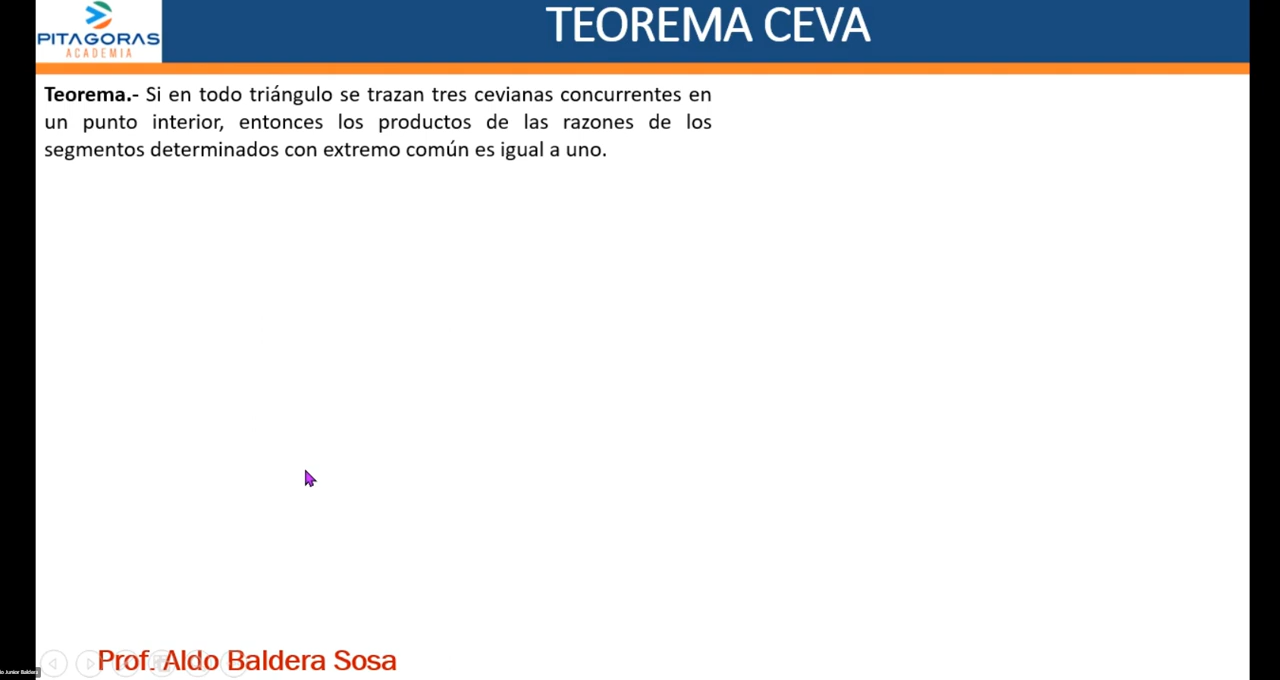 PITAGORAS
ACADEMIA
TEOREMA CEVA
Teorema.- Si en todo triángulo se trazan tres cevianas concurrentes en
un punto interior, entonces los productos de las razones de los
segmentos determinados con extremo común es igual a uno.
Prof. Aldo Baldera Sosa